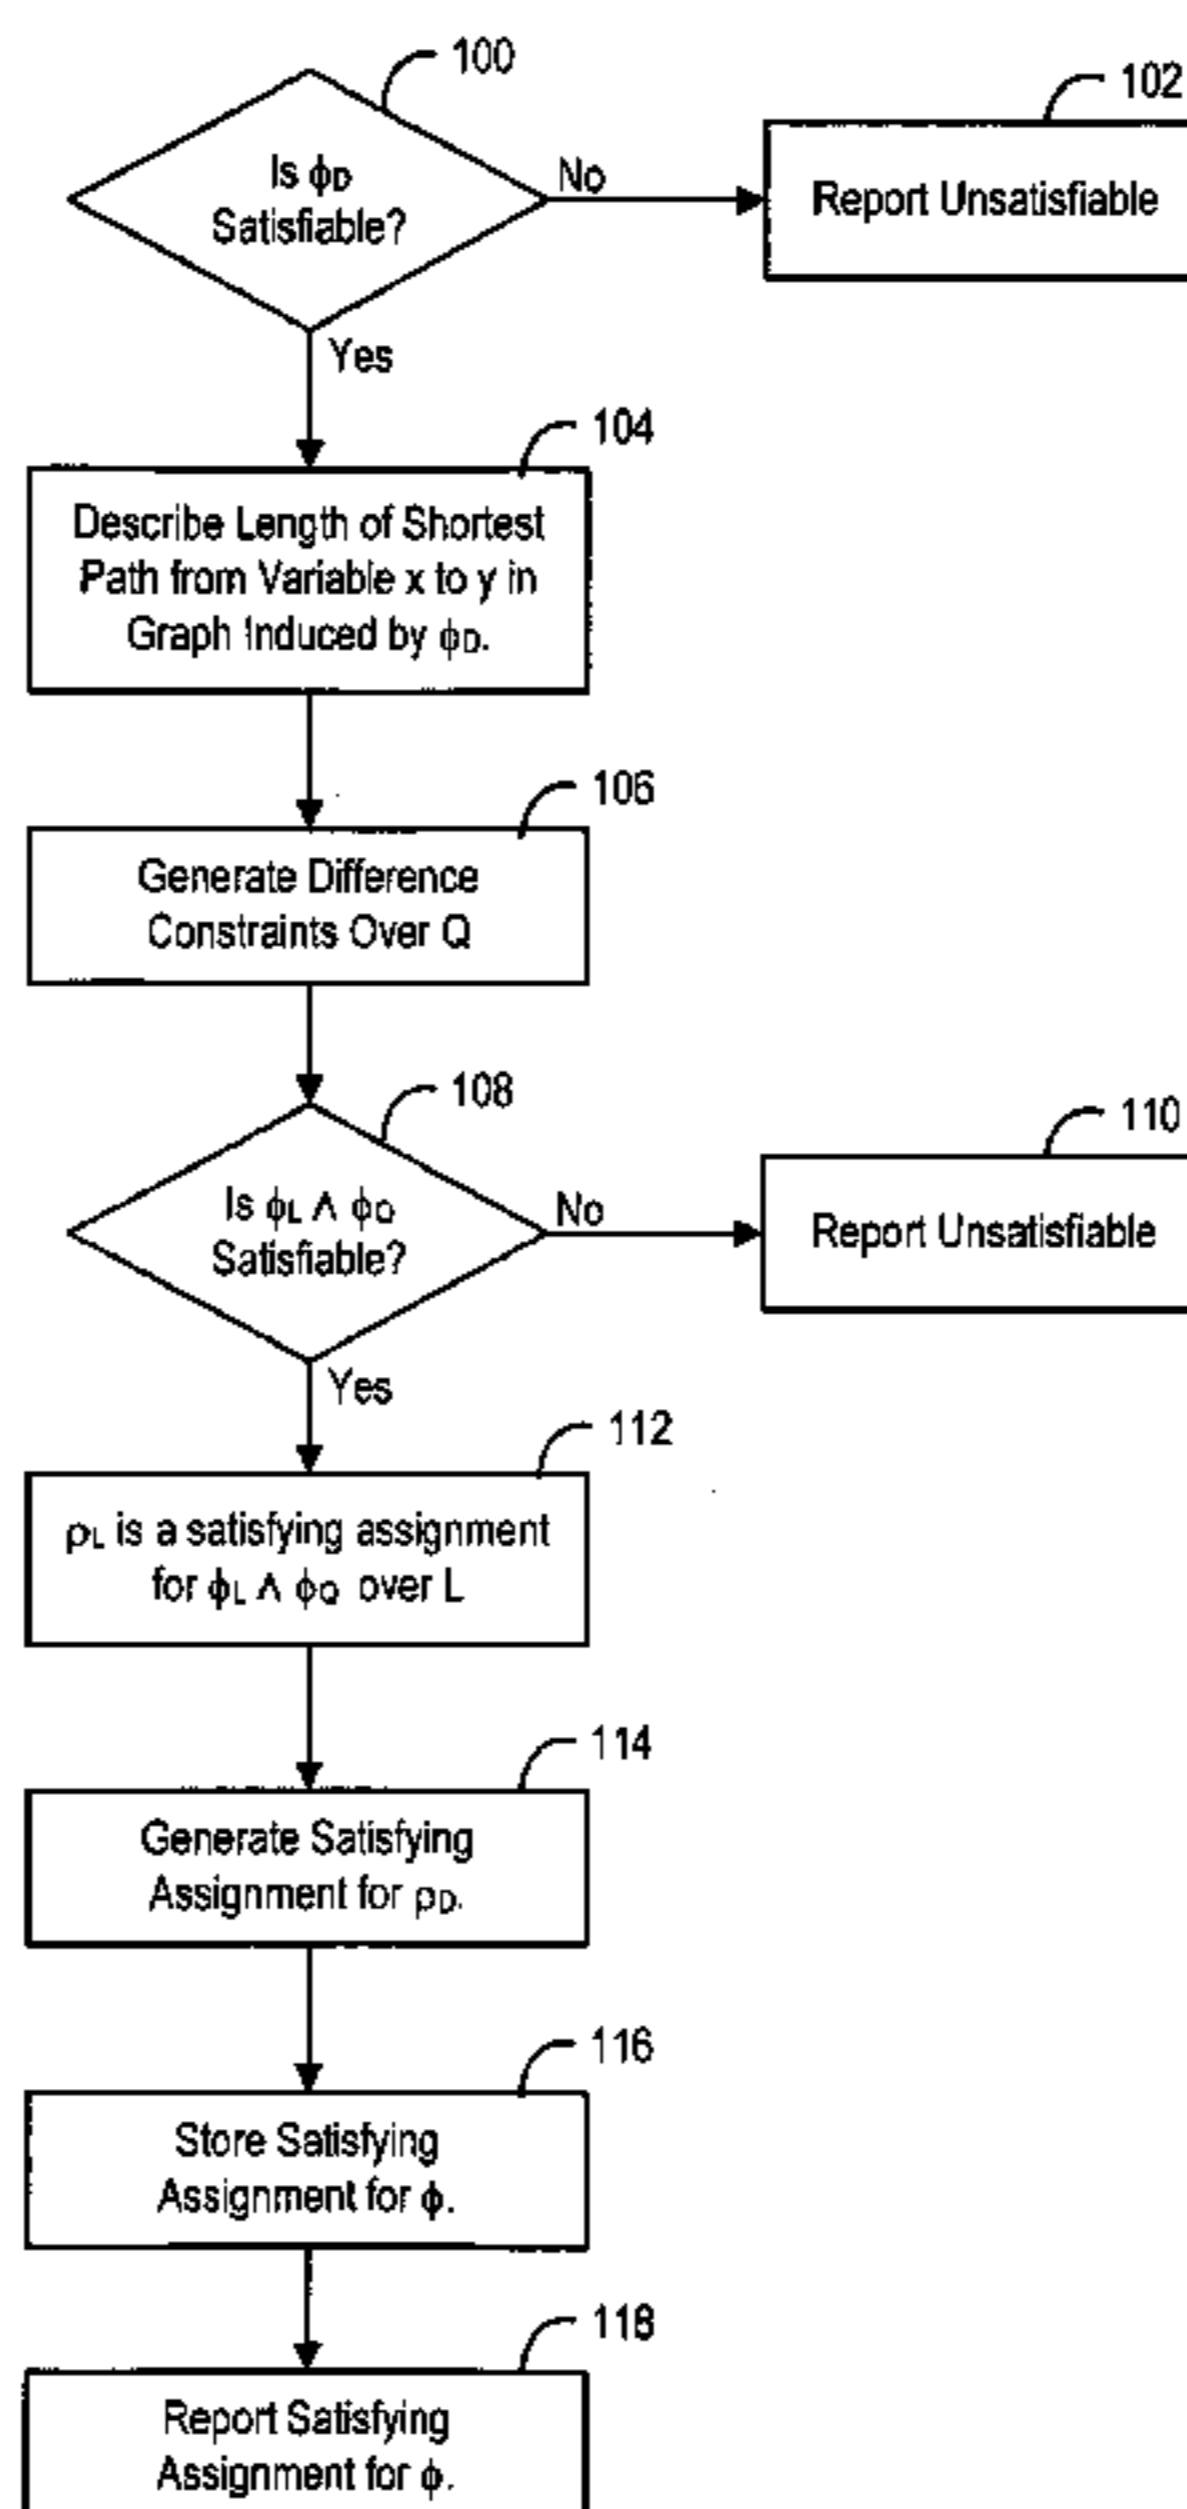 100
Is ϕD
Satisfiable?
No
102
Report Unsatisfiable
Yes
104
Describe Length of Shortest
Path from Variable x to y in
Graph Induced by ϕD.
106
Generate Difference
Constraints Over Q
108
Is ϕL ∧ ϕQ
Satisfiable?
No
110
Report Unsatisfiable
Yes
112
ρL is a satisfying assignment
for ϕL ∧ ϕQ over L
114
Generate Satisfying
Assignment for ρD.
116
Store Satisfying
Assignment for ϕ.
118
Report Satisfying
Assignment for ϕ.